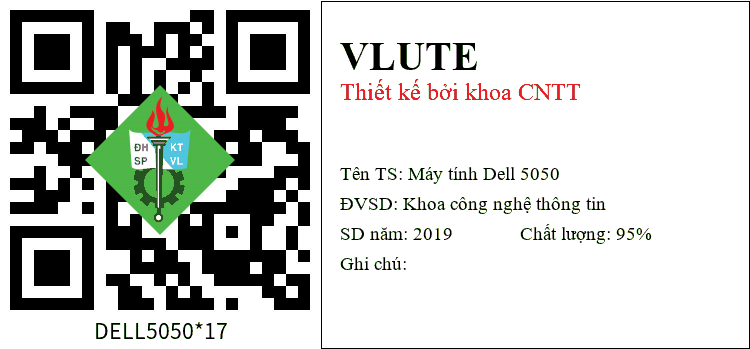 ĐH KT
SP VL
DELL5050*17
VLUTE
Thiết kế bởi khoa CNTT
Tên TS: Máy tính Dell 5050
ĐVSD: Khoa công nghệ thông tin
SD năm: 2019 Chất lượng: 95%
Ghi chú: